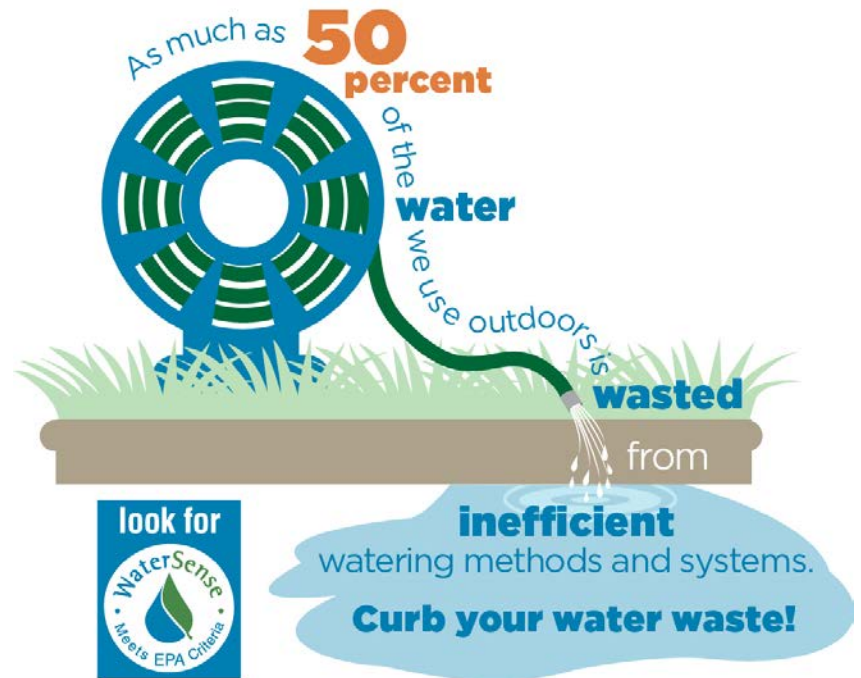 As much as
50
percent
of the
water
we use outdoors is
wasted
from
inefficient
watering methods and systems.
Curb your water waste!
look for
WaterSense
Meets EPA Criteria